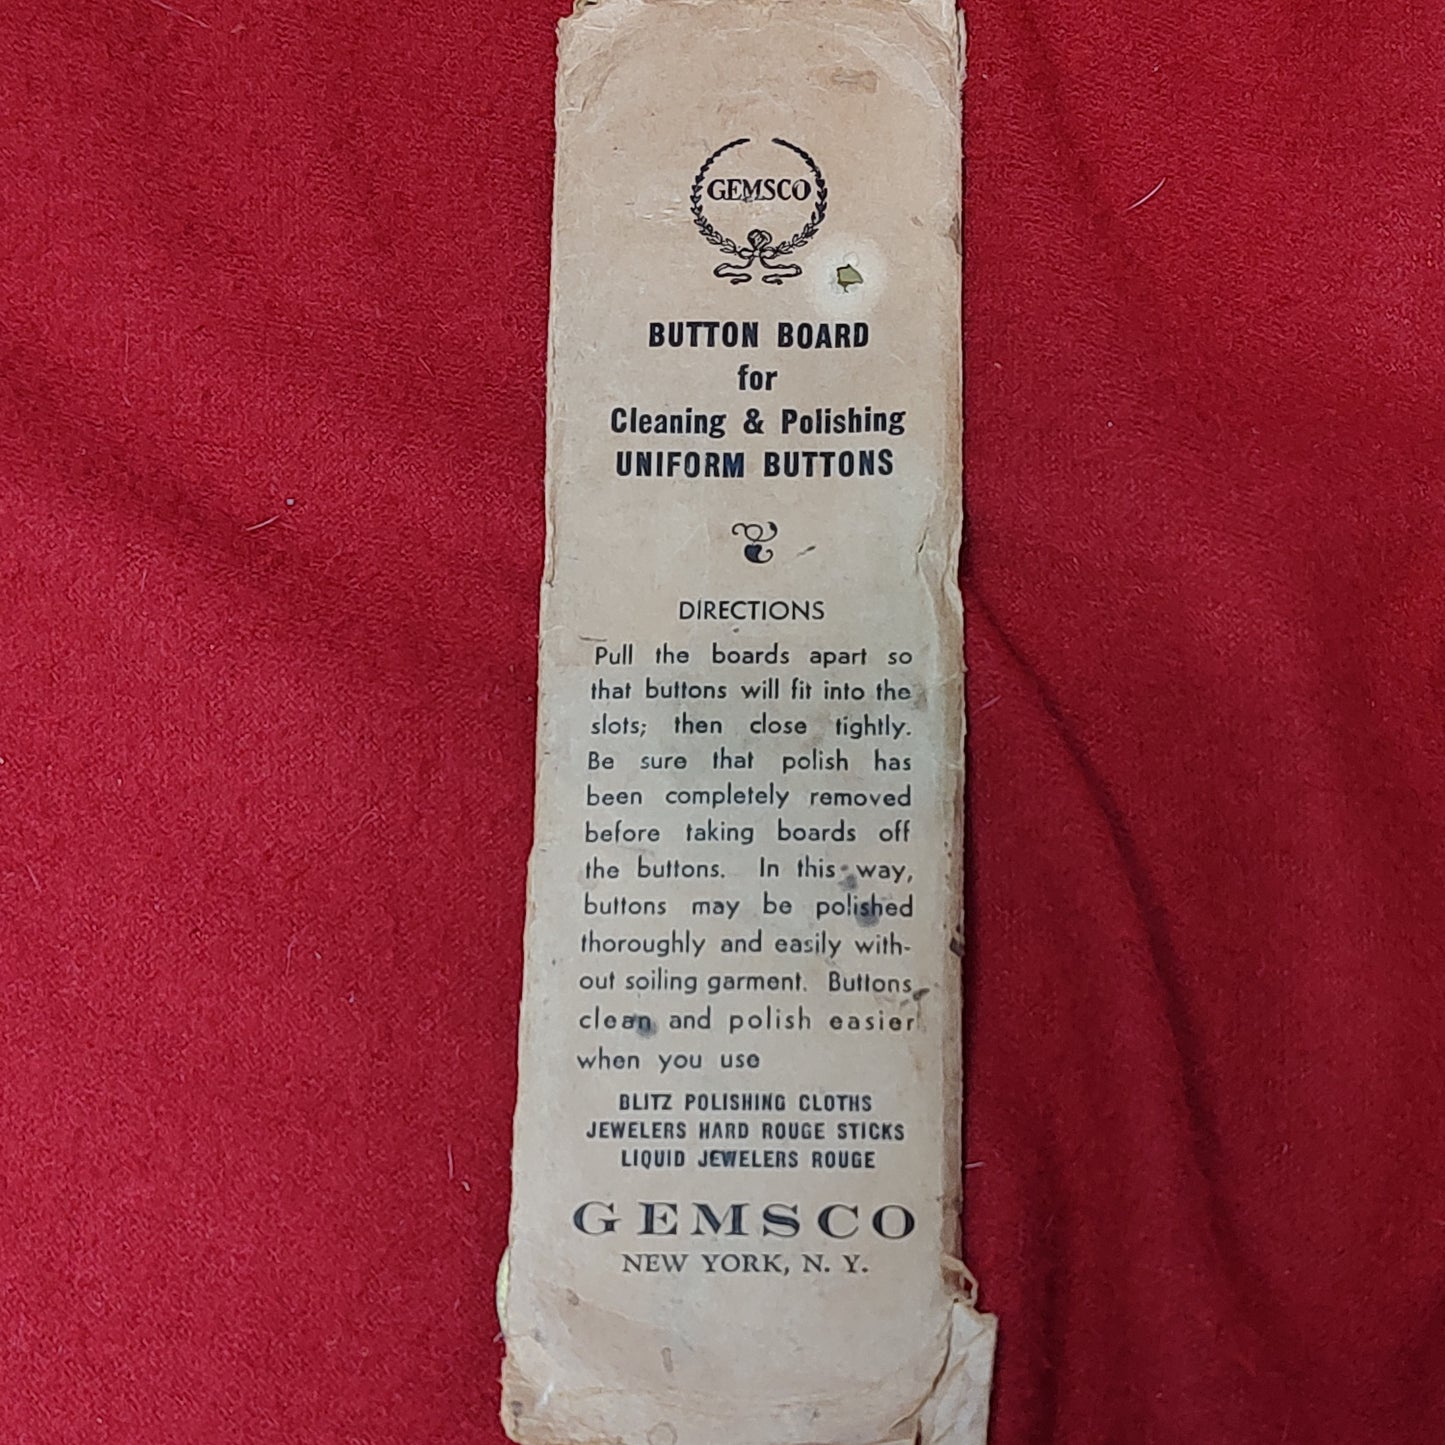 GEMSCO
BUTTON BOARD
for
Cleaning & Polishing
UNIFORM BUTTONS
DIRECTIONS
Pull the boards apart so
that buttons will fit into the
slots; then close tightly.
Be sure that polish has
been completely removed
before taking boards off
the buttons. In this way,
buttons may be polished
thoroughly and easily with-
out soiling garment. Buttons
clean and polish easier
when you use
BLITZ POLISHING CLOTHS
JEWELERS HARD ROUGE STICKS
LIQUID JEWELERS ROUGE
GEMSCO
NEW YORK, N. Y.